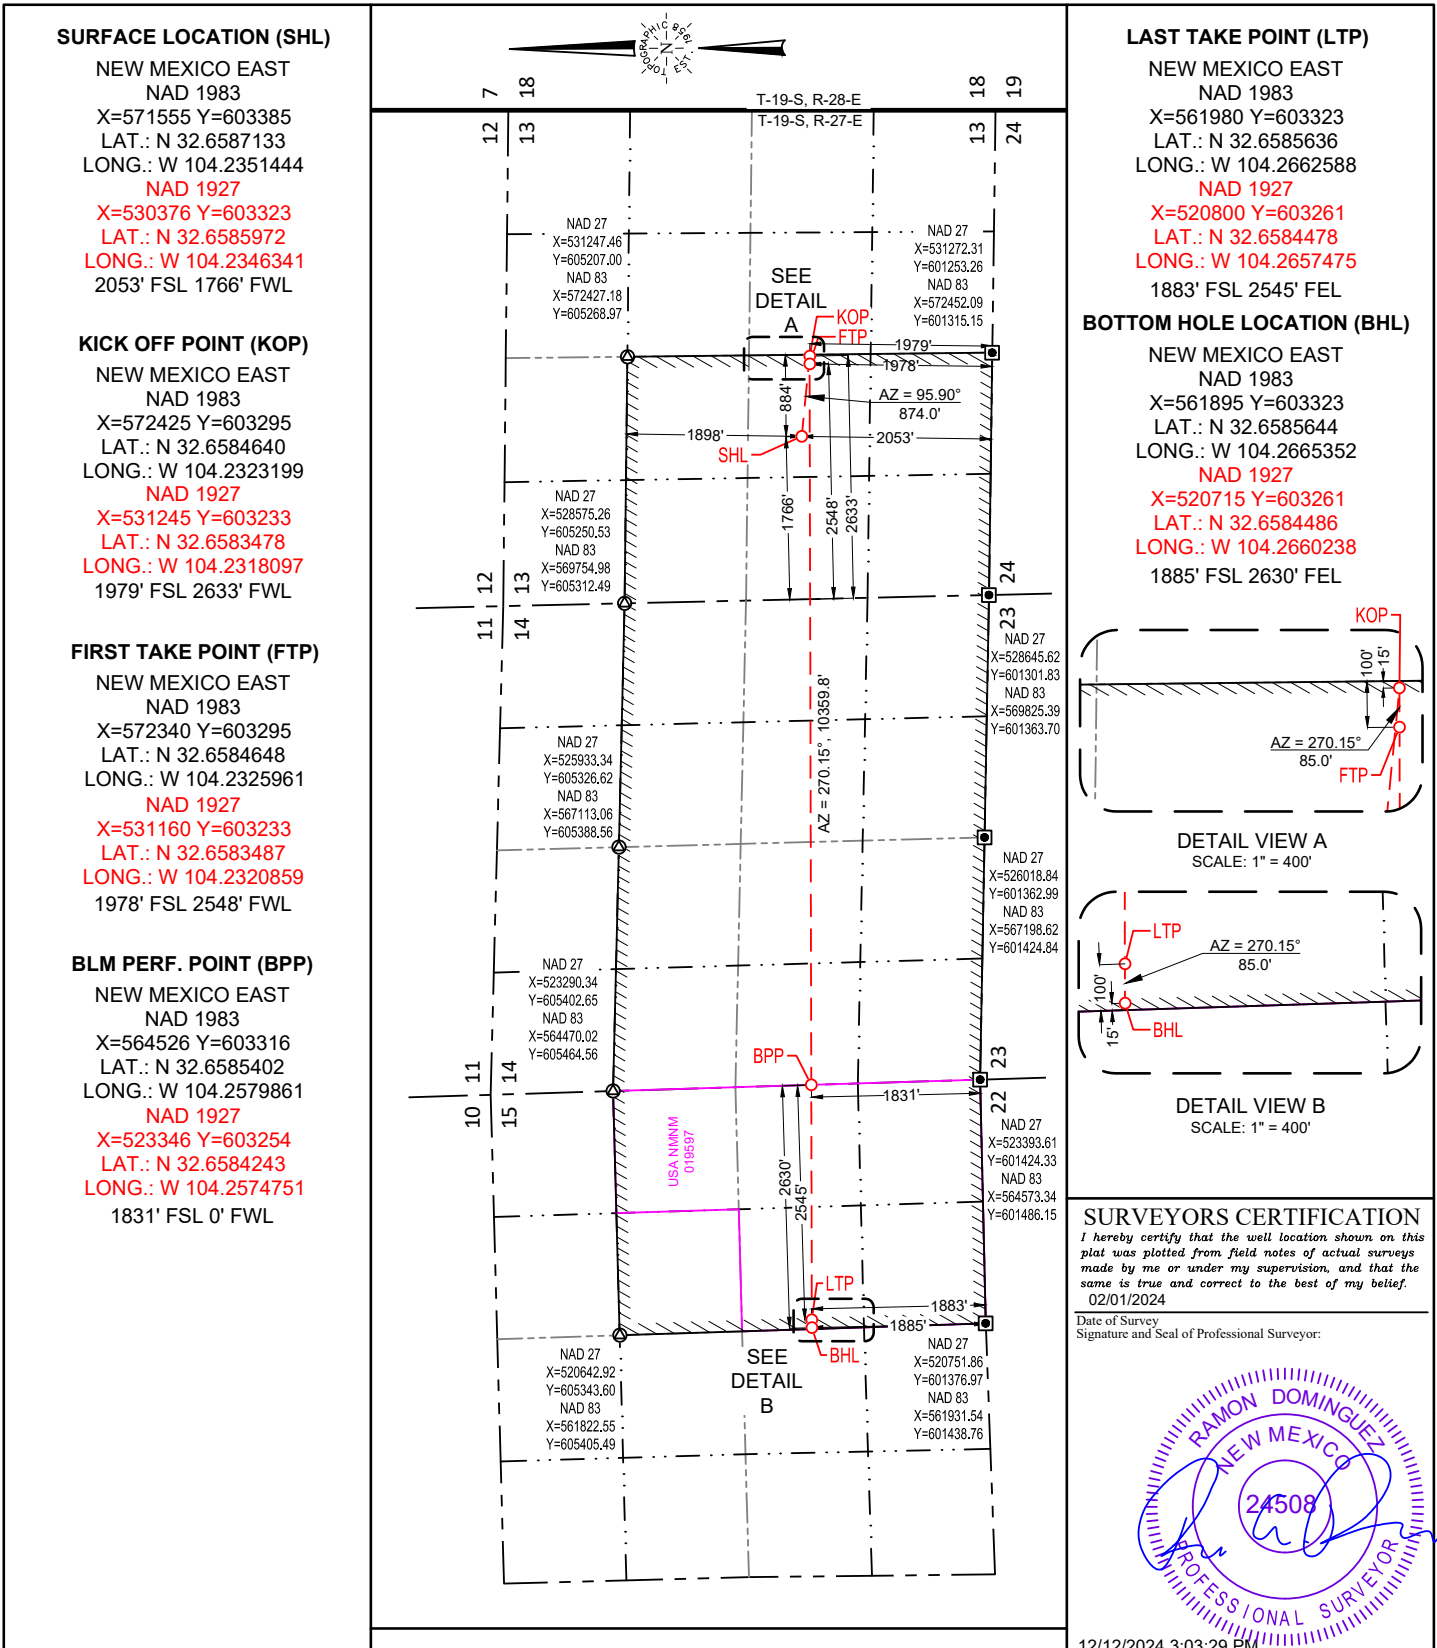 SURFACE LOCATION (SHL)
NEW MEXICO EAST
NAD 1983
X=571555 Y=603385
LAT.: N 32.6587133
LONG.: W 104.2351444
NAD 1927
X=530376 Y=603323
LAT.: N 32.6585972
LONG.: W 104.2346341
2053' FSL 1766' FWL
KICK OFF POINT (KOP)
NEW MEXICO EAST
NAD 1983
X=572425 Y=603295
LAT.: N 32.6584640
LONG.: W 104.2323199
NAD 1927
X=531245 Y=603233
LAT.: N 32.6583478
LONG.: W 104.2318097
1979' FSL 2633' FWL
FIRST TAKE POINT (FTP)
NEW MEXICO EAST
NAD 1983
X=572340 Y=603295
LAT.: N 32.6584648
LONG.: W 104.2325961
NAD 1927
X=531160 Y=603233
LAT.: N 32.6583487
LONG.: W 104.2320859
1978' FSL 2548' FWL
BLM PERF. POINT (BPP)
NEW MEXICO EAST
NAD 1983
X=564526 Y=603316
LAT.: N 32.6585402
LONG.: W 104.2579861
NAD 1927
X=523346 Y=603254
LAT.: N 32.6584243
LONG.: W 104.2574751
1831' FSL 0' FWL
TOPOGRAPHIC
EST. 1958
N
7 18
18 19
T-19-S, R-28-E
T-19-S, R-27-E
12 13
13 24
NAD 27
X=531247.46
Y=605207.00
NAD 83
X=572427.18
Y=605268.97
NAD 27
X=531272.31
Y=601253.26
NAD 83
X=572452.09
Y=601315.15
SEE
DETAIL
A
KOP
FTP
1979'
1978'
884'
AZ = 95.90°
874.0'
1898'
2053'
SHL
1766'
2548'
2633'
NAD 27
X=528575.26
Y=605250.53
NAD 83
X=569754.98
Y=605312.49
12 13
11 14
24
23
NAD 27
X=528645.62
Y=601301.83
NAD 83
X=569825.39
Y=601363.70
AZ = 270.15°, 10359.8'
NAD 27
X=525933.34
Y=605326.62
NAD 83
X=567113.06
Y=605388.56
NAD 27
X=526018.84
Y=601362.99
NAD 83
X=567198.62
Y=601424.84
NAD 27
X=523290.34
Y=605402.65
NAD 83
X=564470.02
Y=605464.56
BPP
11 14
10 15
23
22
1831'
USA NMNM
019597
2630'
2545'
NAD 27
X=523393.61
Y=601424.33
NAD 83
X=564573.34
Y=601486.15
LTP
1883'
1885'
BHL
SEE
DETAIL
B
NAD 27
X=520642.92
Y=605343.60
NAD 83
X=561822.55
Y=605405.49
NAD 27
X=520751.86
Y=601376.97
NAD 83
X=561931.54
Y=601438.76
LAST TAKE POINT (LTP)
NEW MEXICO EAST
NAD 1983
X=561980 Y=603323
LAT.: N 32.6585636
LONG.: W 104.2662588
NAD 1927
X=520800 Y=603261
LAT.: N 32.6584478
LONG.: W 104.2657475
1883' FSL 2545' FEL
BOTTOM HOLE LOCATION (BHL)
NEW MEXICO EAST
NAD 1983
X=561895 Y=603323
LAT.: N 32.6585644
LONG.: W 104.2665352
NAD 1927
X=520715 Y=603261
LAT.: N 32.6584486
LONG.: W 104.2660238
1885' FSL 2630' FEL
KOP
100'
15'
AZ = 270.15°
85.0'
FTP
DETAIL VIEW A
SCALE: 1" = 400'
LTP
AZ = 270.15°
85.0'
100'
BHL
15'
DETAIL VIEW B
SCALE: 1" = 400'
SURVEYORS CERTIFICATION
I hereby certify that the well location shown on this
plat was plotted from field notes of actual surveys
made by me or under my supervision, and that the
same is true and correct to the best of my belief.
02/01/2024
Date of Survey
Signature and Seal of Professional Surveyor:
RAMON DOMINGUEZ
NEW MEXICO
24508
PROFESSIONAL SURVEYOR
12/12/2024 3:03:29 PM